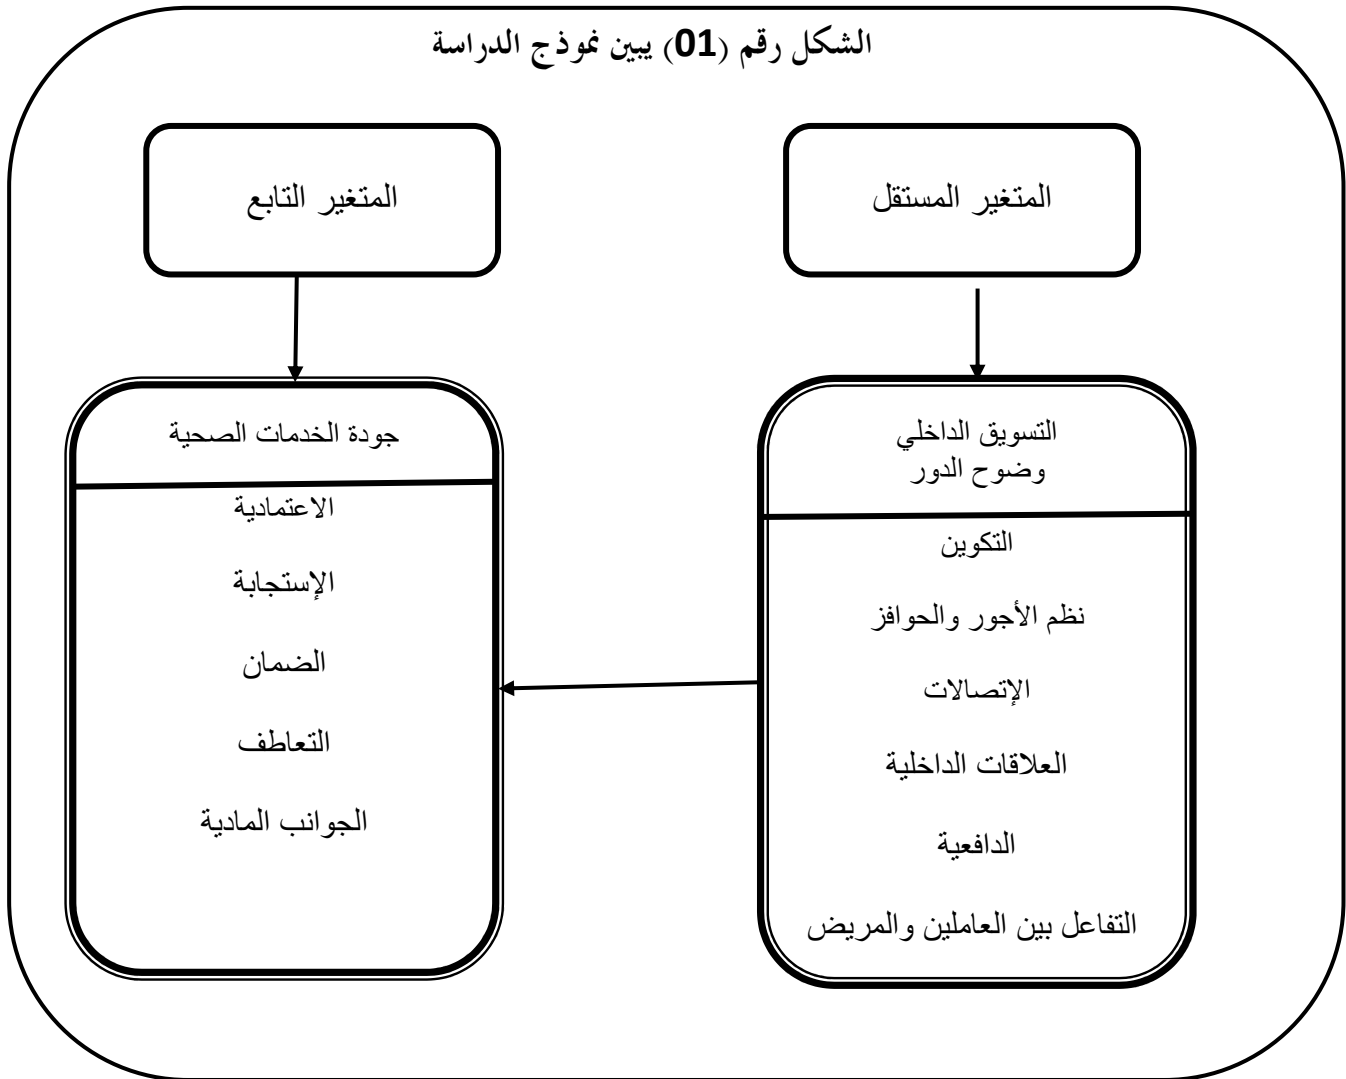 الشكل رقم (01) يبين نموذج الدراسة
المتغير المستقل
التسويق الداخلي
وضوح الدور
التكوين
نظم الأجور والحوافز
الإتصالات
العلاقات الداخلية
الدافعية
التفاعل بين العاملين والمريض
المتغير التابع
جودة الخدمات الصحية
الاعتمادية
الإستجابة
الضمان
التعاطف
الجوانب المادية